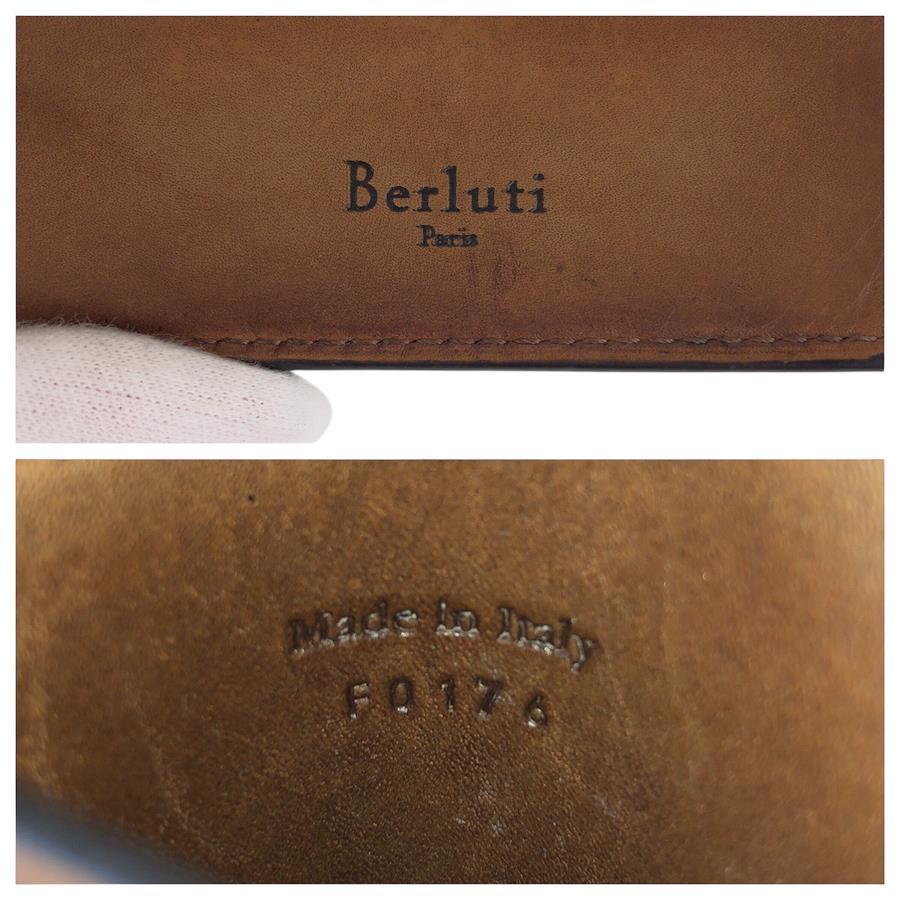 Berluti
Paris
Made in Italy
F0176